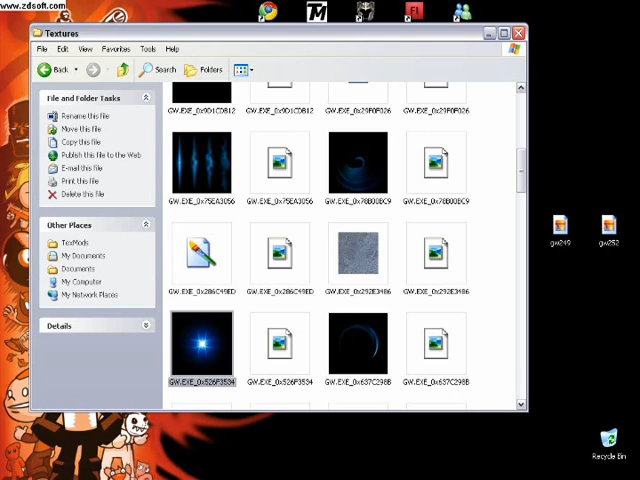 www.zdsoft.com
Textures
File Edit View Favorites Tools Help
Back Search Folders
File and Folder Tasks
Rename this file
Move this file
Copy this file
Publish this file to the Web
E-mail this file
Print this file
Delete this file
Other Places
TexMods
My Documents
Documents
My Computer
My Network Places
Details
GW.EXE_0x9D1CDB12 GW.EXE_0x9D1CDB12 GW.EXE_0x29F0F026 GW.EXE_0x29F0F026
GW.EXE_0x75EA3056 GW.EXE_0x75EA3056 GW.EXE_0x78B00BC9 GW.EXE_0x78B00BC9
GW.EXE_0x286C49ED GW.EXE_0x286C49ED GW.EXE_0x292E3486 GW.EXE_0x292E3486
GW.EXE_0x526F3534 GW.EXE_0x526F3534 GW.EXE_0x637C298B GW.EXE_0x637C298B
gw249 gw252
Recycle Bin